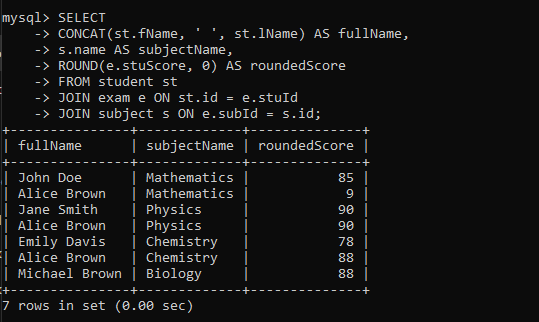 mysql> SELECT
    -> CONCAT(st.fName, ' ', st.lName) AS fullName,
    -> s.name AS subjectName,
    -> ROUND(e.stuScore, 0) AS roundedScore
    -> FROM student st
    -> JOIN exam e ON st.id = e.stuId
    -> JOIN subject s ON e.subId = s.id;
+---------------+-------------+--------------+
| fullName      | subjectName | roundedScore |
+---------------+-------------+--------------+
| John Doe      | Mathematics |           85 |
| Alice Brown   | Mathematics |            9 |
| Jane Smith    | Physics     |           90 |
| Alice Brown   | Physics     |           90 |
| Emily Davis   | Chemistry   |           78 |
| Alice Brown   | Chemistry   |           88 |
| Michael Brown | Biology     |           88 |
+---------------+-------------+--------------+
7 rows in set (0.00 sec)